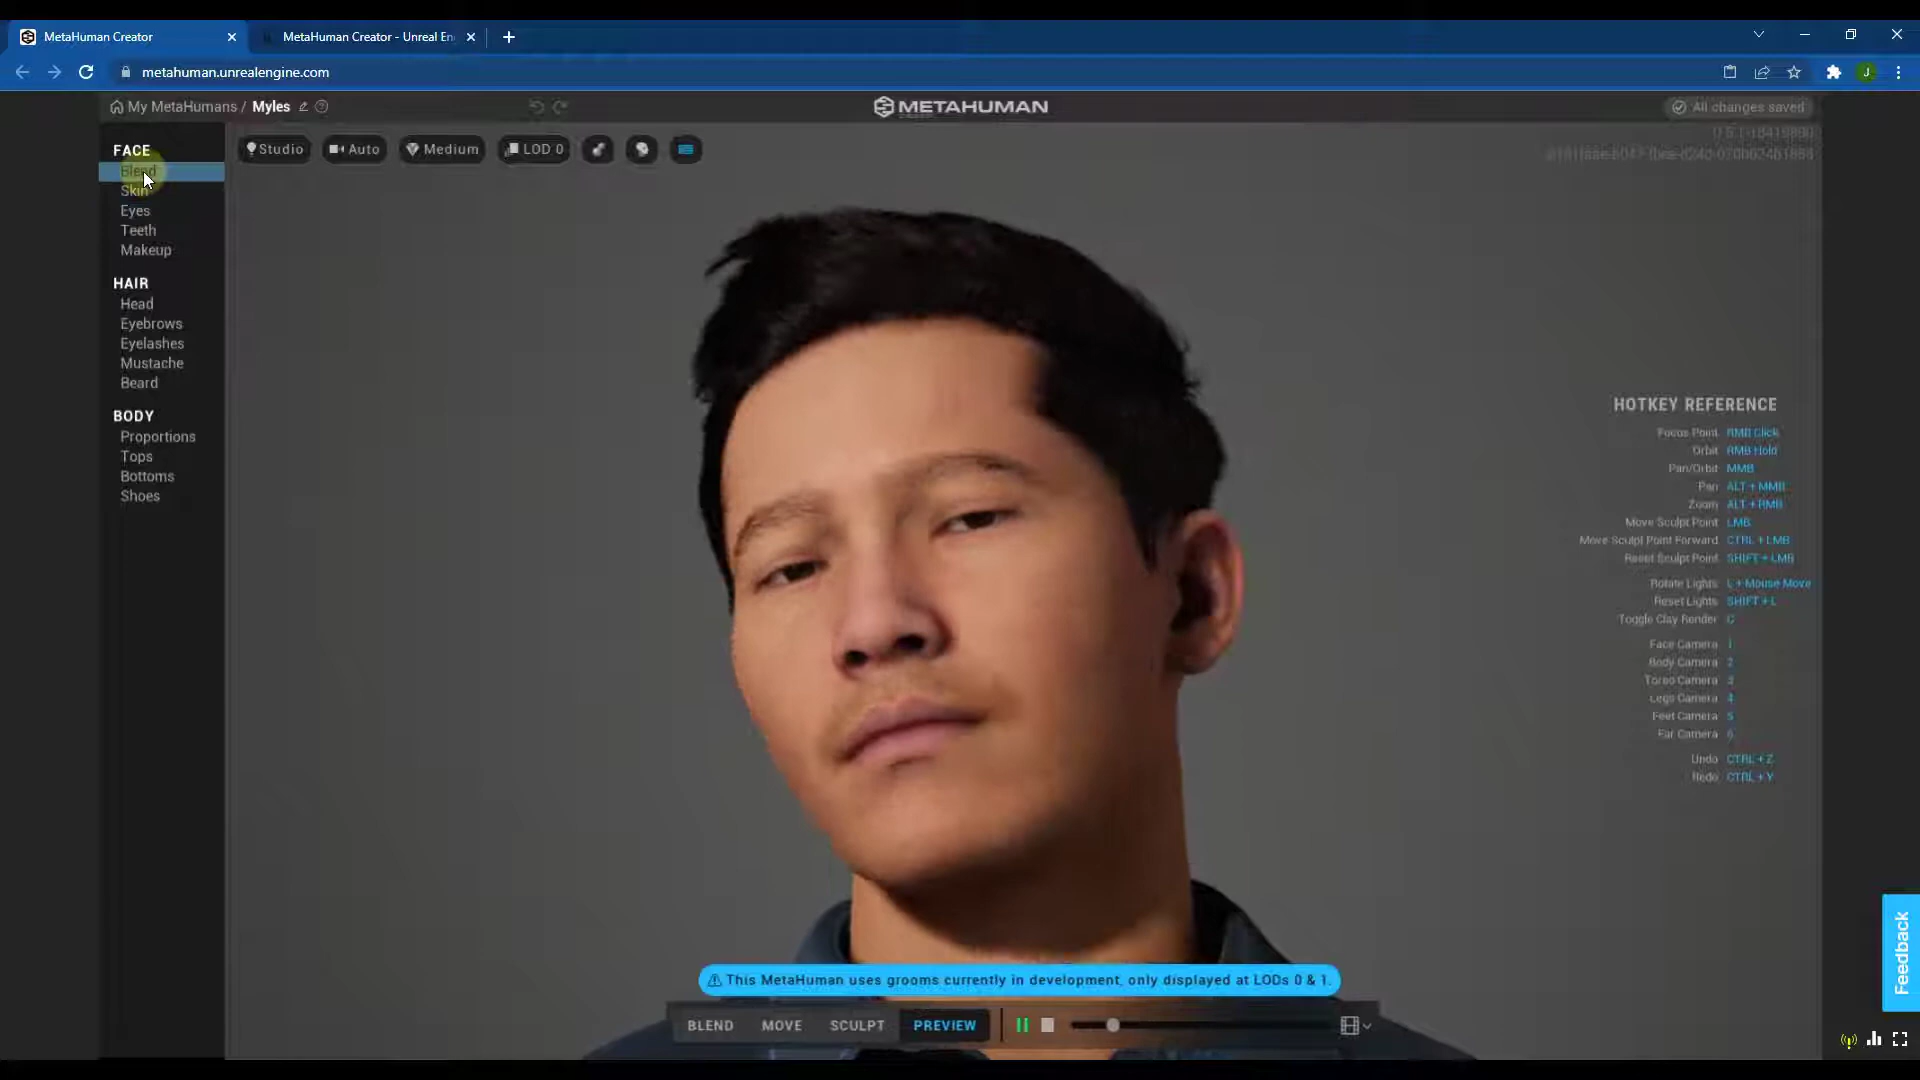 MetaHuman Creator
MetaHuman Creator - Unreal En
metahuman.unrealengine.com
J
My MetaHumans / Myles
METAHUMAN
All changes saved
FACE
Blend
Skin
Eyes
Teeth
Makeup
HAIR
Head
Eyebrows
Eyelashes
Mustache
Beard
BODY
Proportions
Tops
Bottoms
Shoes
Studio
Auto
Medium
LOD 0
HOTKEY REFERENCE
Focus Point RMB Click
Orbit RMB Hold
Pan/Orbit MMB
Pan ALT + MMB
Zoom ALT + RMB
Move Sculpt Point LMB
Move Sculpt Point Forward CTRL + LMB
Reset Sculpt Point SHIFT + LMB
Rotate Lights L + Mouse Move
Reset Lights SHIFT + L
Toggle Clay Render C
Face Camera 1
Body Camera 2
Torso Camera 3
Legs Camera 4
Feet Camera 5
Far Camera 6
Undo CTRL + Z
Redo CTRL + Y
This MetaHuman uses grooms currently in development, only displayed at LODs 0 & 1.
BLEND
MOVE
SCULPT
PREVIEW
Feedback